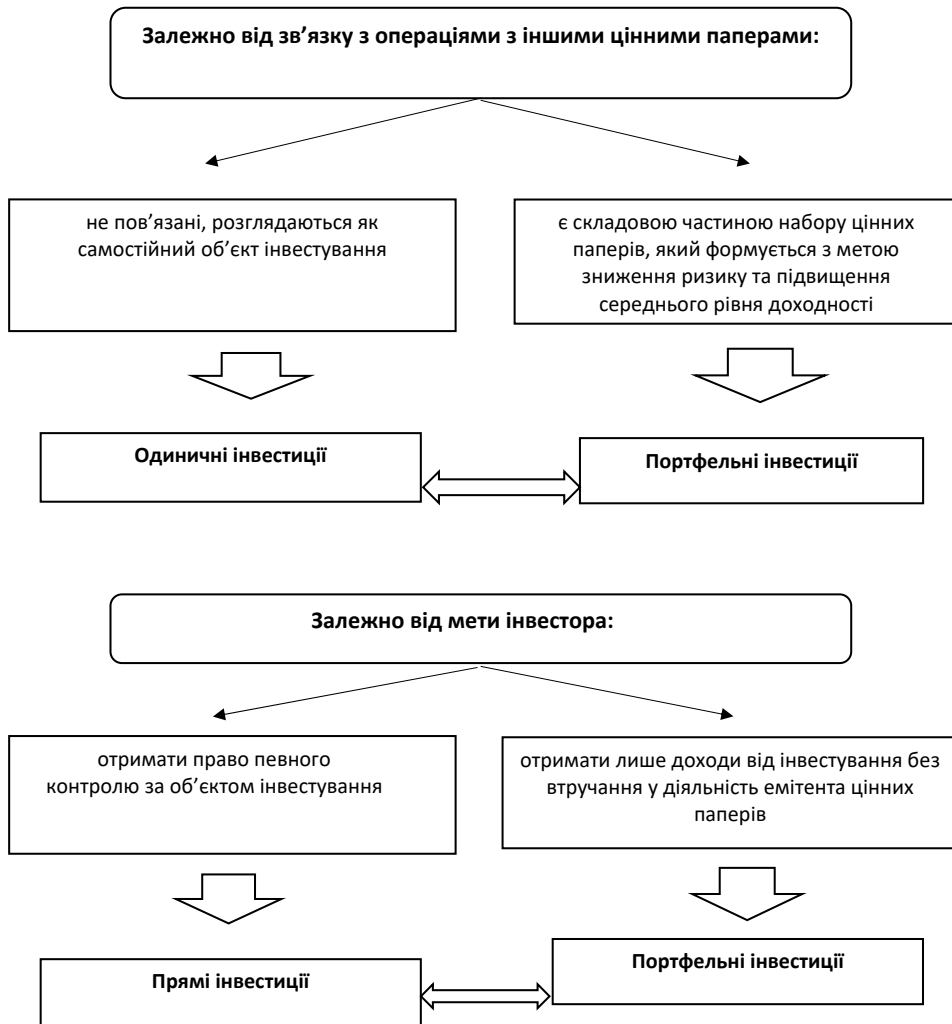 Залежно від зв’язку з операціями з іншими цінними паперами:
не пов’язані, розглядаються як
самостійний об’єкт інвестування
є складовою частиною набору цінних
паперів, який формується з метою
зниження ризику та підвищення
середнього рівня доходності
Одиничні інвестиції
Портфельні інвестиції
Залежно від мети інвестора:
отримати право певного
контролю за об’єктом інвестування
отримати лише доходи від інвестування без
втручання у діяльність емітента цінних
паперів
Прямі інвестиції
Портфельні інвестиції